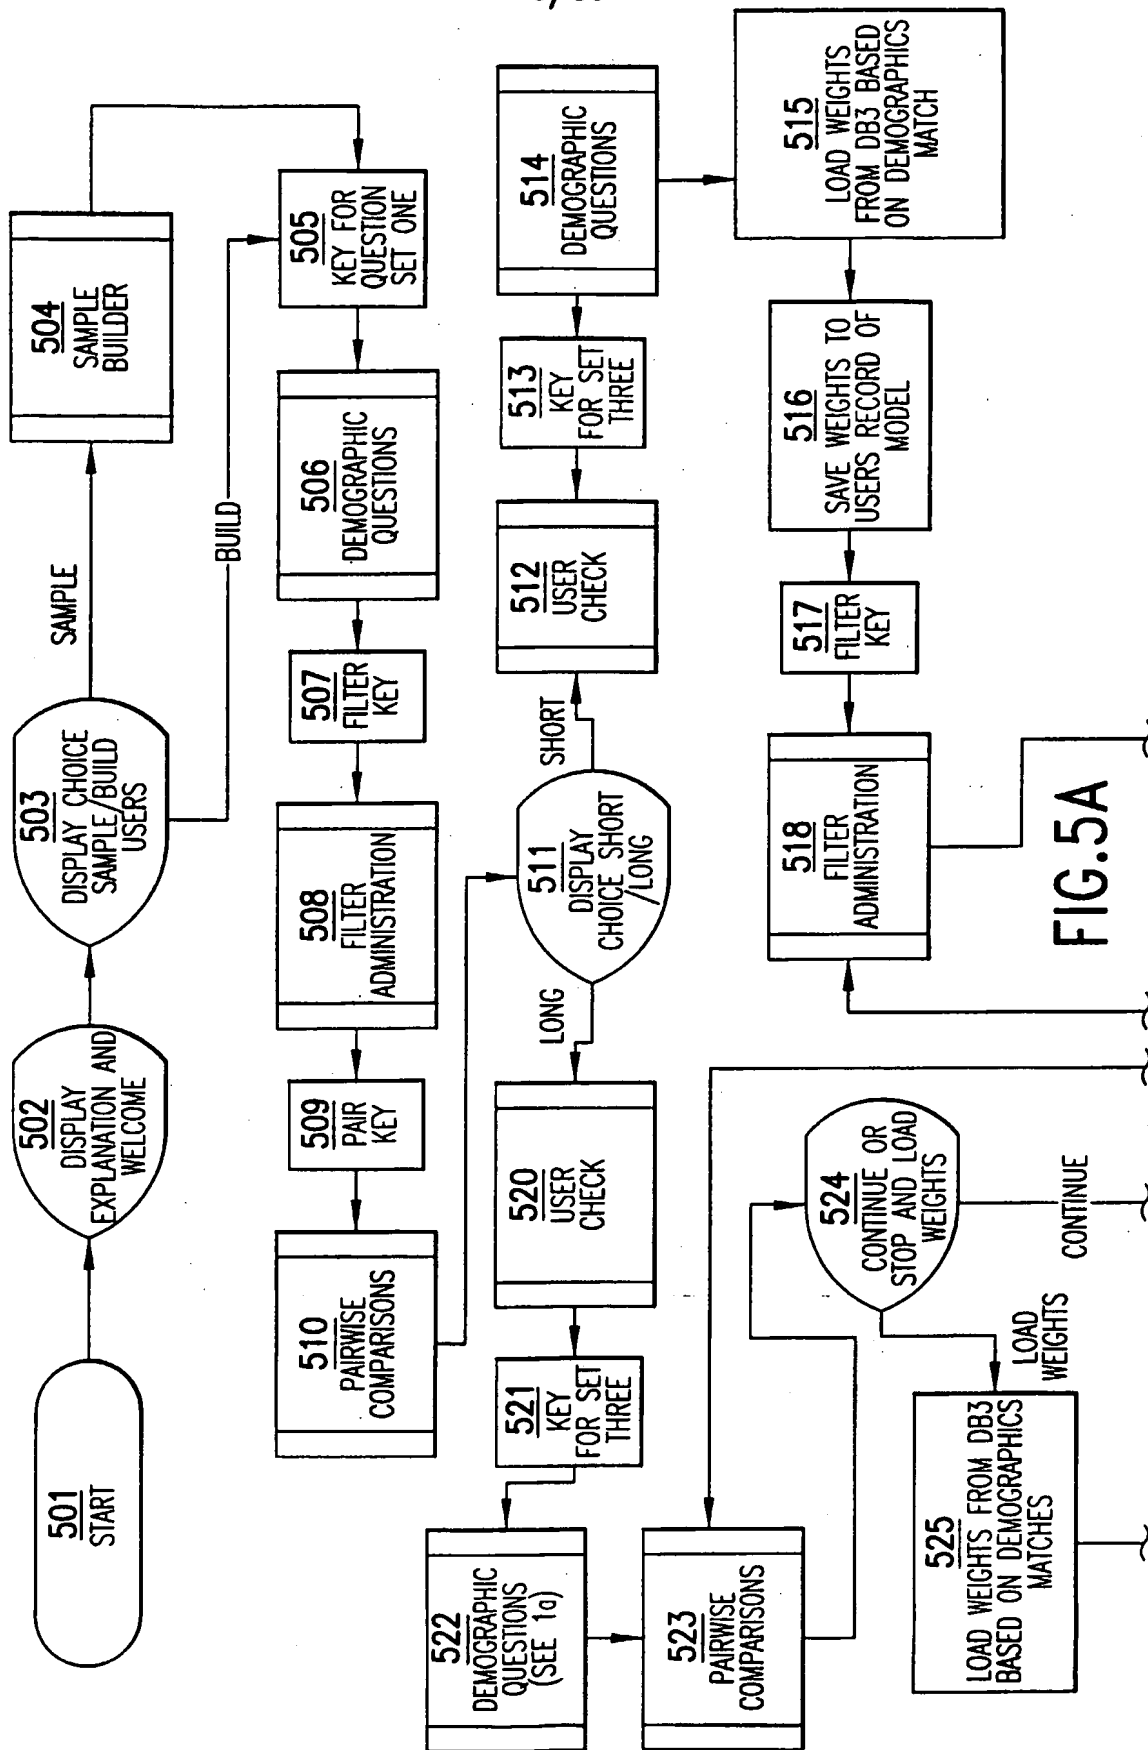 501
START
502
DISPLAY
EXPLANATION AND
WELCOME
503
DISPLAY CHOICE
SAMPLE/BUILD
USERS
SAMPLE
504
SAMPLE
BUILDER
BUILD
505
KEY FOR
QUESTION
SET ONE
506
DEMOGRAPHIC
QUESTIONS
507
FILTER
KEY
508
FILTER
ADMINISTRATION
509
PAIR
KEY
510
PAIRWISE
COMPARISONS
511
DISPLAY
CHOICE SHORT
/LONG
SHORT
512
USER
CHECK
513
KEY
FOR SET
THREE
514
DEMOGRAPHIC
QUESTIONS
515
LOAD WEIGHTS
FROM DB3 BASED
ON DEMOGRAPHICS
MATCH
516
SAVE WEIGHTS TO
USERS RECORD OF
MODEL
517
FILTER
KEY
518
FILTER
ADMINISTRATION
LONG
520
USER
CHECK
521
KEY
FOR SET
THREE
522
DEMOGRAPHIC
QUESTIONS
(SEE 1a)
523
PAIRWISE
COMPARISONS
524
CONTINUE OR
STOP AND LOAD
WEIGHTS
CONTINUE
LOAD
WEIGHTS
525
LOAD WEIGHTS FROM DB3
BASED ON DEMOGRAPHICS
MATCHES
FIG.5A